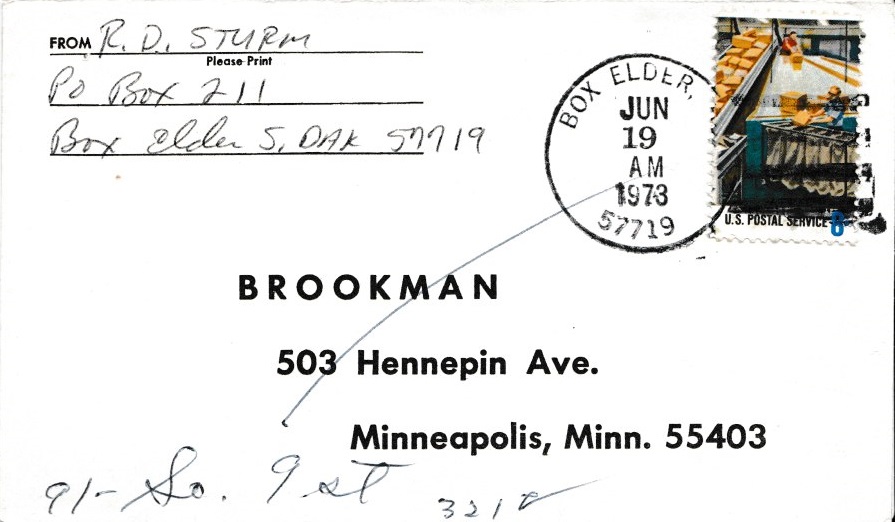 FROM R. D. STURM
Please Print
PO Box 211
Box Elder S. DAK 57719
BOX ELDER,
JUN
19
AM
1973
57719
U.S. POSTAL SERVICE 8
BROOKMAN
503 Hennepin Ave.
Minneapolis, Minn. 55403
91- So. 9 st
321